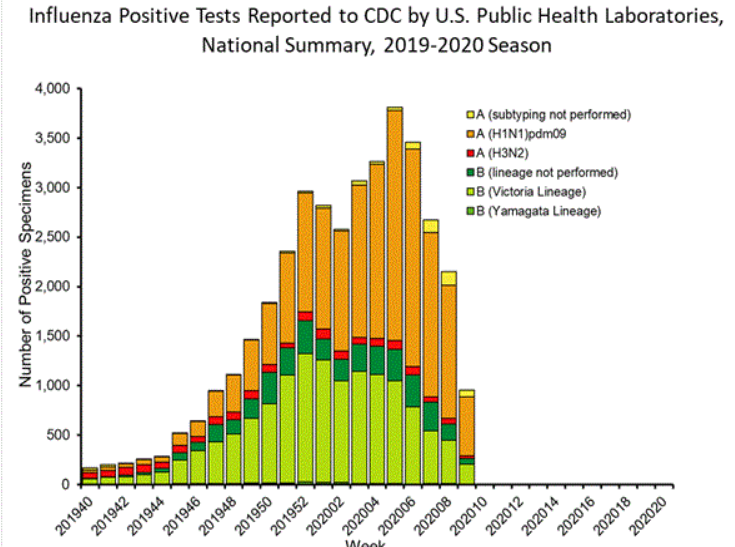 Influenza Positive Tests Reported to CDC by U.S. Public Health Laboratories,
National Summary, 2019-2020 Season
4,000
3,500
3,000
2,500
2,000
1,500
1,000
500
0
Number of Positive Specimens
A (subtyping not performed)
A (H1N1)pdm09
A (H3N2)
B (lineage not performed)
B (Victoria Lineage)
B (Yamagata Lineage)
201940
201942
201944
201946
201948
201950
201952
202002
202004
202006
202008
202010
202012
202014
202016
202018
202020
Week